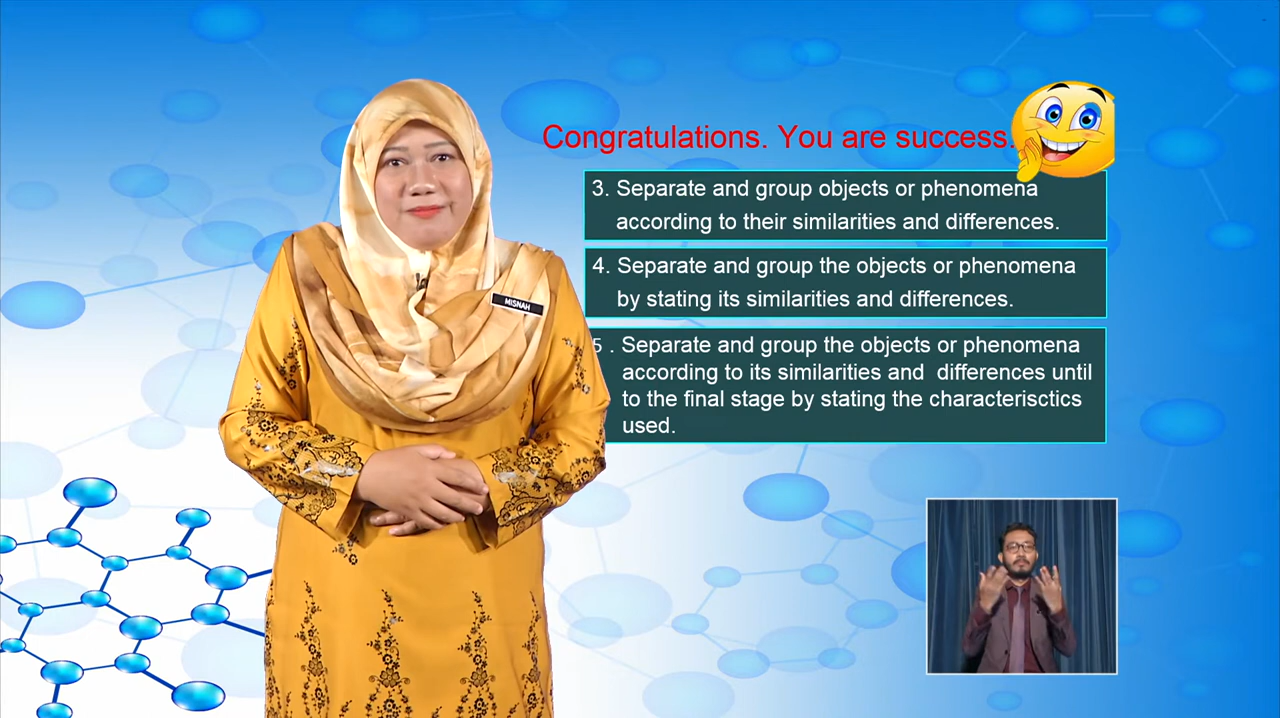 Congratulations. You are success.
3. Separate and group objects or phenomena
according to their similarities and differences.
4. Separate and group the objects or phenomena
by stating its similarities and differences.
5 . Separate and group the objects or phenomena
according to its similarities and differences until
to the final stage by stating the characterisctics
used.
MISNAH